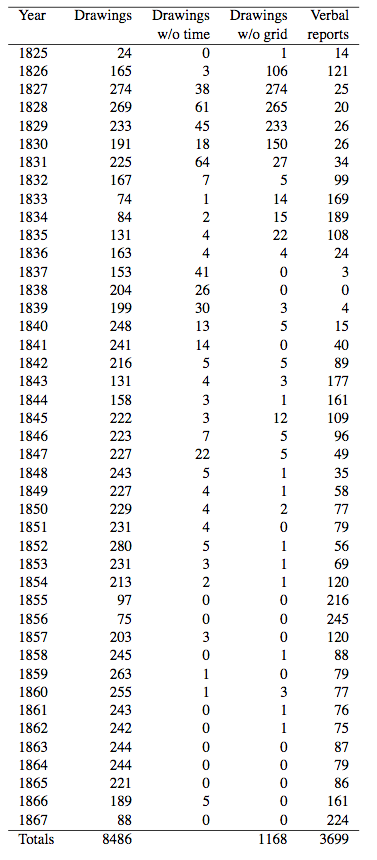 Year Drawings Drawings Drawings Verbal
w/o time w/o grid reports
1825 24 0 1 14
1826 165 3 106 121
1827 274 38 274 25
1828 269 61 265 20
1829 233 45 233 26
1830 191 18 150 26
1831 225 64 27 34
1832 167 7 5 99
1833 74 1 14 169
1834 84 2 15 189
1835 131 4 22 108
1836 163 4 4 24
1837 153 41 0 3
1838 204 26 0 0
1839 199 30 3 4
1840 248 13 5 15
1841 241 14 0 40
1842 216 5 5 89
1843 131 4 3 177
1844 158 3 1 161
1845 222 3 12 109
1846 223 7 5 96
1847 227 22 5 49
1848 243 5 1 35
1849 227 4 1 58
1850 229 4 2 77
1851 231 4 0 79
1852 280 5 1 56
1853 231 3 1 69
1854 213 2 1 120
1855 97 0 0 216
1856 75 0 0 245
1857 203 3 0 120
1858 245 0 1 88
1859 263 1 0 79
1860 255 1 3 77
1861 243 0 1 76
1862 242 0 1 75
1863 244 0 0 87
1864 244 0 0 79
1865 221 0 0 86
1866 189 5 0 161
1867 88 0 0 224
Totals 8486 1168 3699